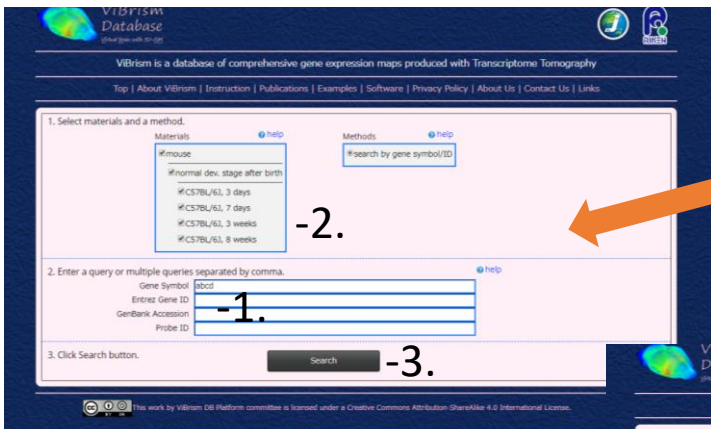 ViBrism
Database
ViBrism is a database of comprehensive gene expression maps produced with Transcriptome Tomography
Top | About ViBrism | Instruction | Publications | Examples | Software | Privacy Policy | About Us | Contact Us | Links
1. Select materials and a method.
Materials help Methods help
mouse search by gene symbol/ID
normal dev. stage after birth
C57BL/6J, 3 days
C57BL/6J, 7 days
C57BL/6J, 3 weeks
C57BL/6J, 8 weeks
-2.
2. Enter a query or multiple queries separated by comma. help
Gene Symbol abcd
Entrez Gene ID
-1.
GenBank Accession
Probe ID
3. Click Search button. Search -3.
This work by ViBrism DB Platform committee is licensed under a Creative Commons Attribution-ShareAlike 4.0 International License.